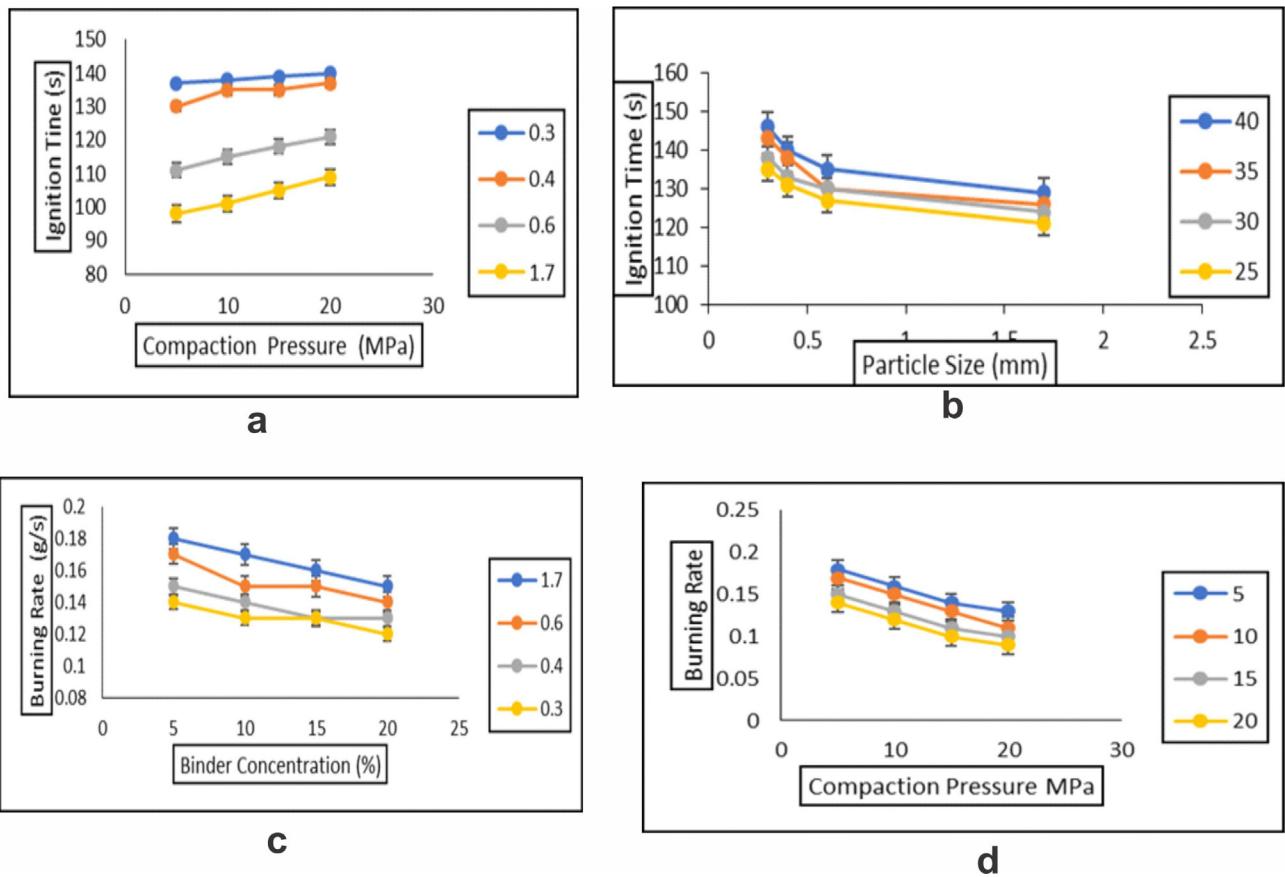 150
140
130
120
110
100
90
80
Ignition Tine (s)
0 10 20 30
Compaction Pressure (MPa)
0.3
0.4
0.6
1.7
a
160
150
140
130
120
110
100
Ignition Time (s)
0 0.5 1 1.5 2 2.5
Particle Size (mm)
40
35
30
25
b
0.2
0.18
0.16
0.14
0.12
0.1
0.08
Burning Rate (g/s)
0 5 10 15 20 25
Binder Concentration (%)
1.7
0.6
0.4
0.3
c
0.25
0.2
0.15
0.1
0.05
0
Burning Rate
0 10 20 30
Compaction Pressure MPa
5
10
15
20
d